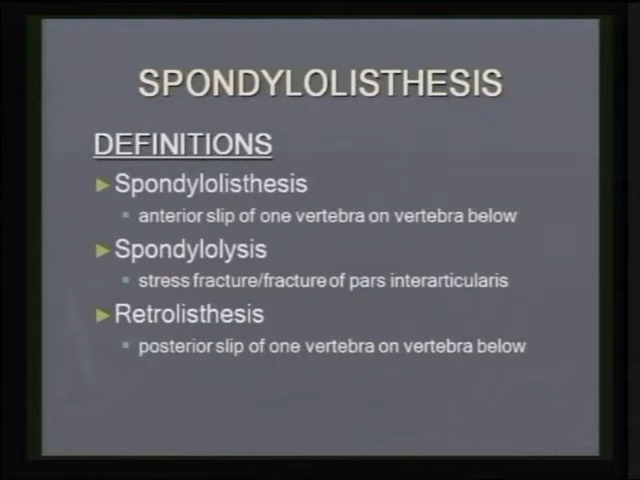 SPONDYLOLISTHESIS
DEFINITIONS
► Spondylolisthesis
▪ anterior slip of one vertebra on vertebra below
► Spondylolysis
▪ stress fracture/fracture of pars interarticularis
► Retrolisthesis
▪ posterior slip of one vertebra on vertebra below